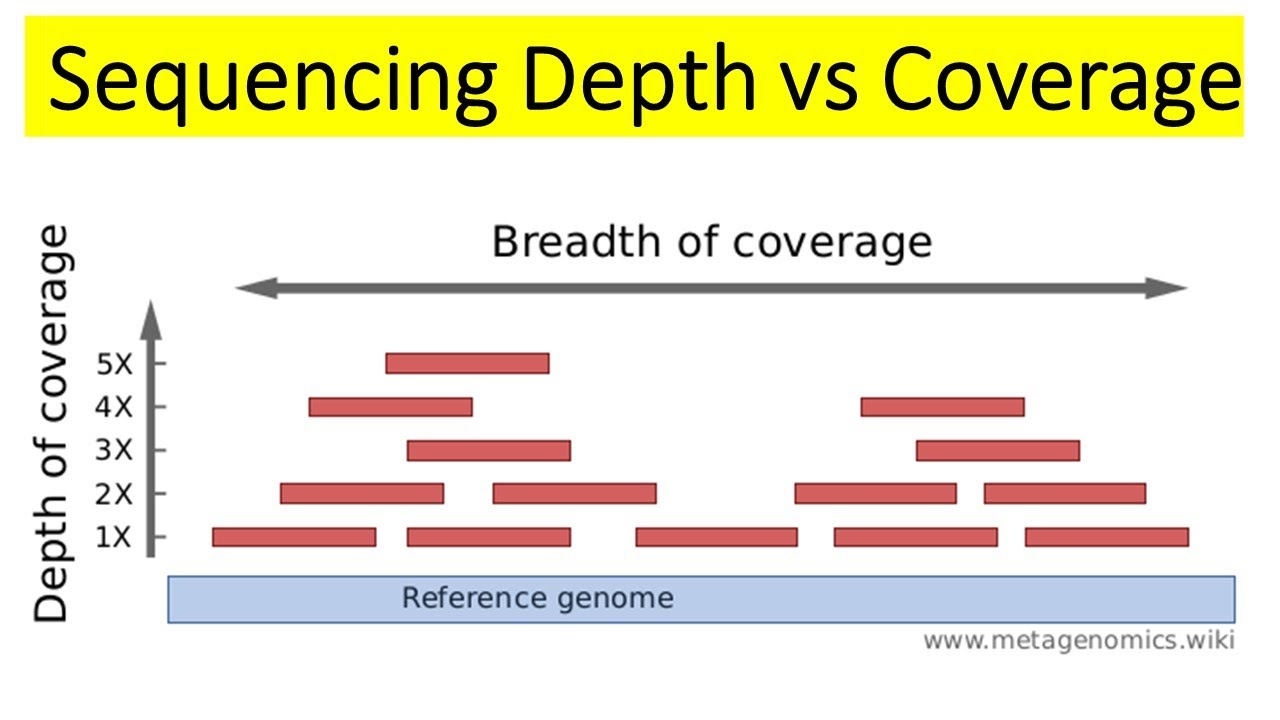 Sequencing Depth vs Coverage
Breadth of coverage
Depth of coverage
5X
4X
3X
2X
1X
Reference genome
www.metagenomics.wiki